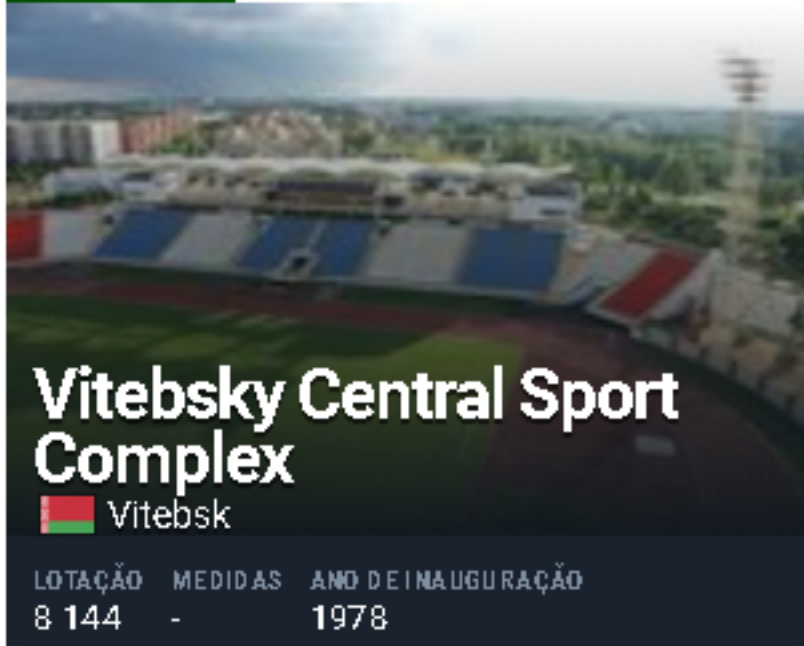 Vitebsky Central Sport
Complex
Vitebsk
LOTAÇÃO MEDIDAS ANO DE INAUGURAÇÃO
8 144 - 1978